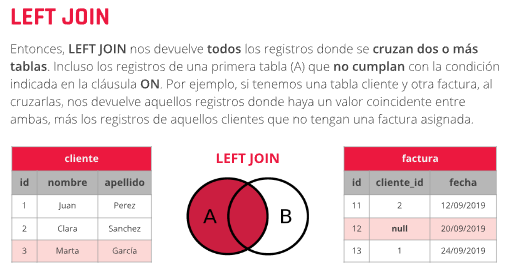 LEFT JOIN
Entonces, LEFT JOIN nos devuelve todos los registros donde se cruzan dos o más
tablas. Incluso los registros de una primera tabla (A) que no cumplan con la condición
indicada en la cláusula ON. Por ejemplo, si tenemos una tabla cliente y otra factura, al
cruzarlas, nos devuelve aquellos registros donde haya un valor coincidente entre
ambas, más los registros de aquellos clientes que no tengan una factura asignada.
cliente
id nombre apellido
1 Juan Perez
2 Clara Sanchez
3 Marta García
LEFT JOIN
A B
factura
id cliente_id fecha
11 2 12/09/2019
12 null 20/09/2019
13 1 24/09/2019